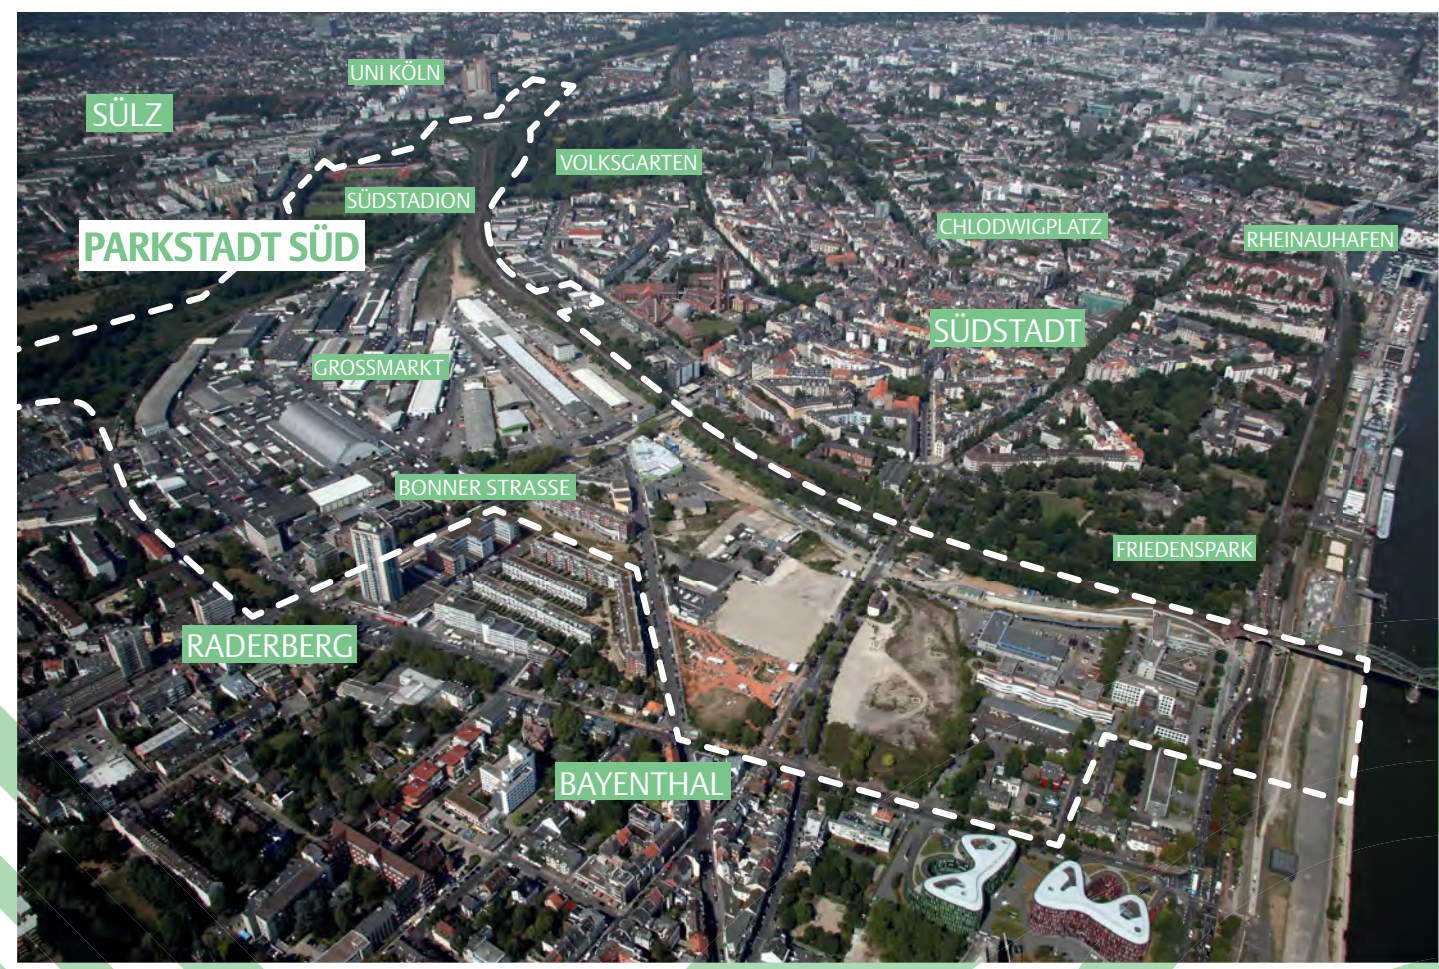 UNI KÖLN
SÜLZ
VOLKSGARTEN
SÜDSTADION
CHLODWIGPLATZ
RHEINAUHAFEN
PARKSTADT SÜD
SÜDSTADT
GROSSMARKT
BONNER STRASSE
FRIEDENSPARK
RADERBERG
BAYENTHAL